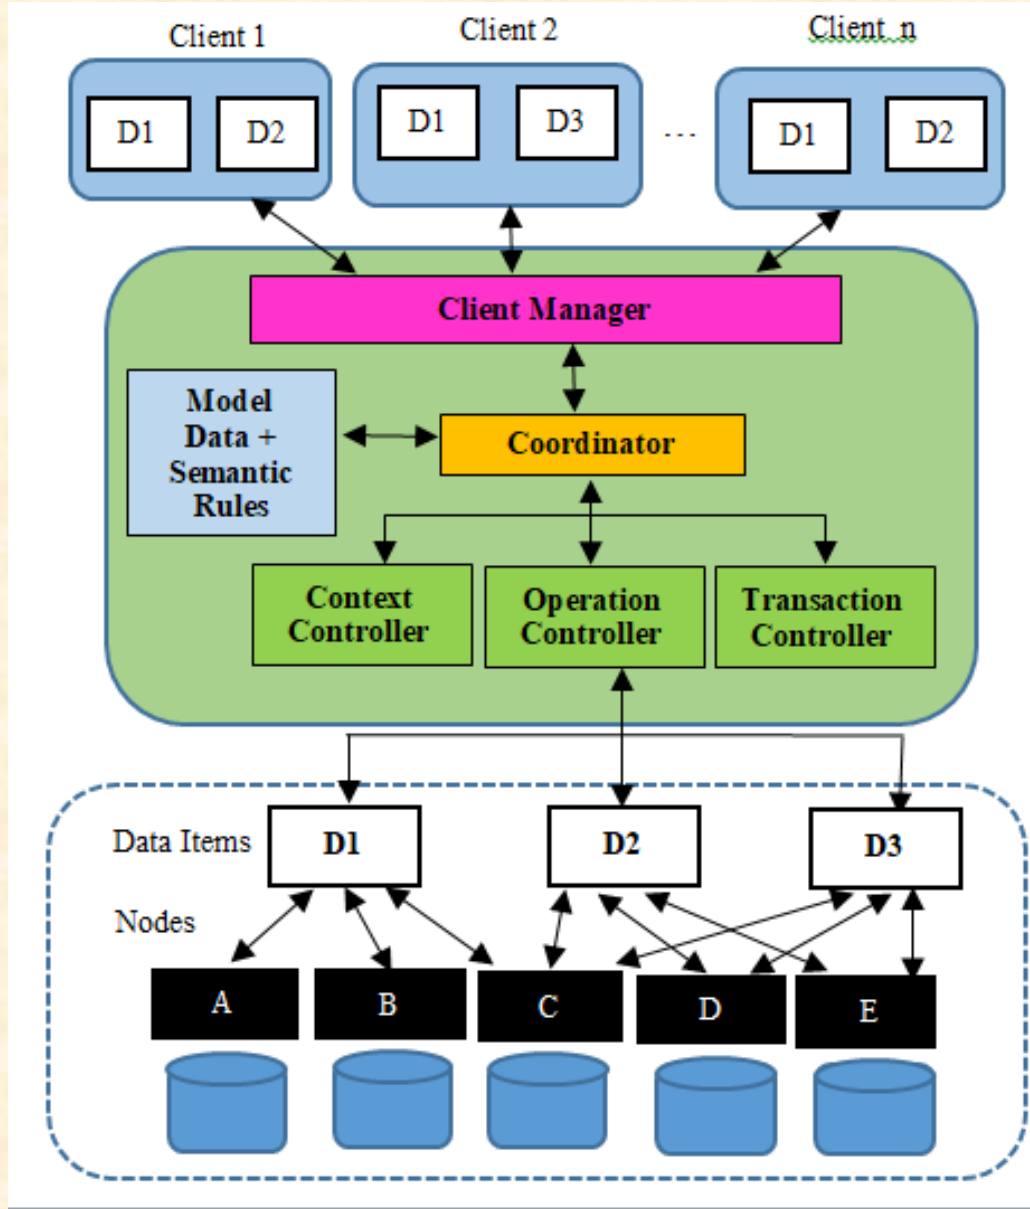 Client 1
Client 2
Client n
D1
D2
D1
D3
...
D1
D2
Client Manager
Model
Data +
Semantic
Rules
Coordinator
Context
Controller
Operation
Controller
Transaction
Controller
Data Items
D1
D2
D3
Nodes
A
B
C
D
E